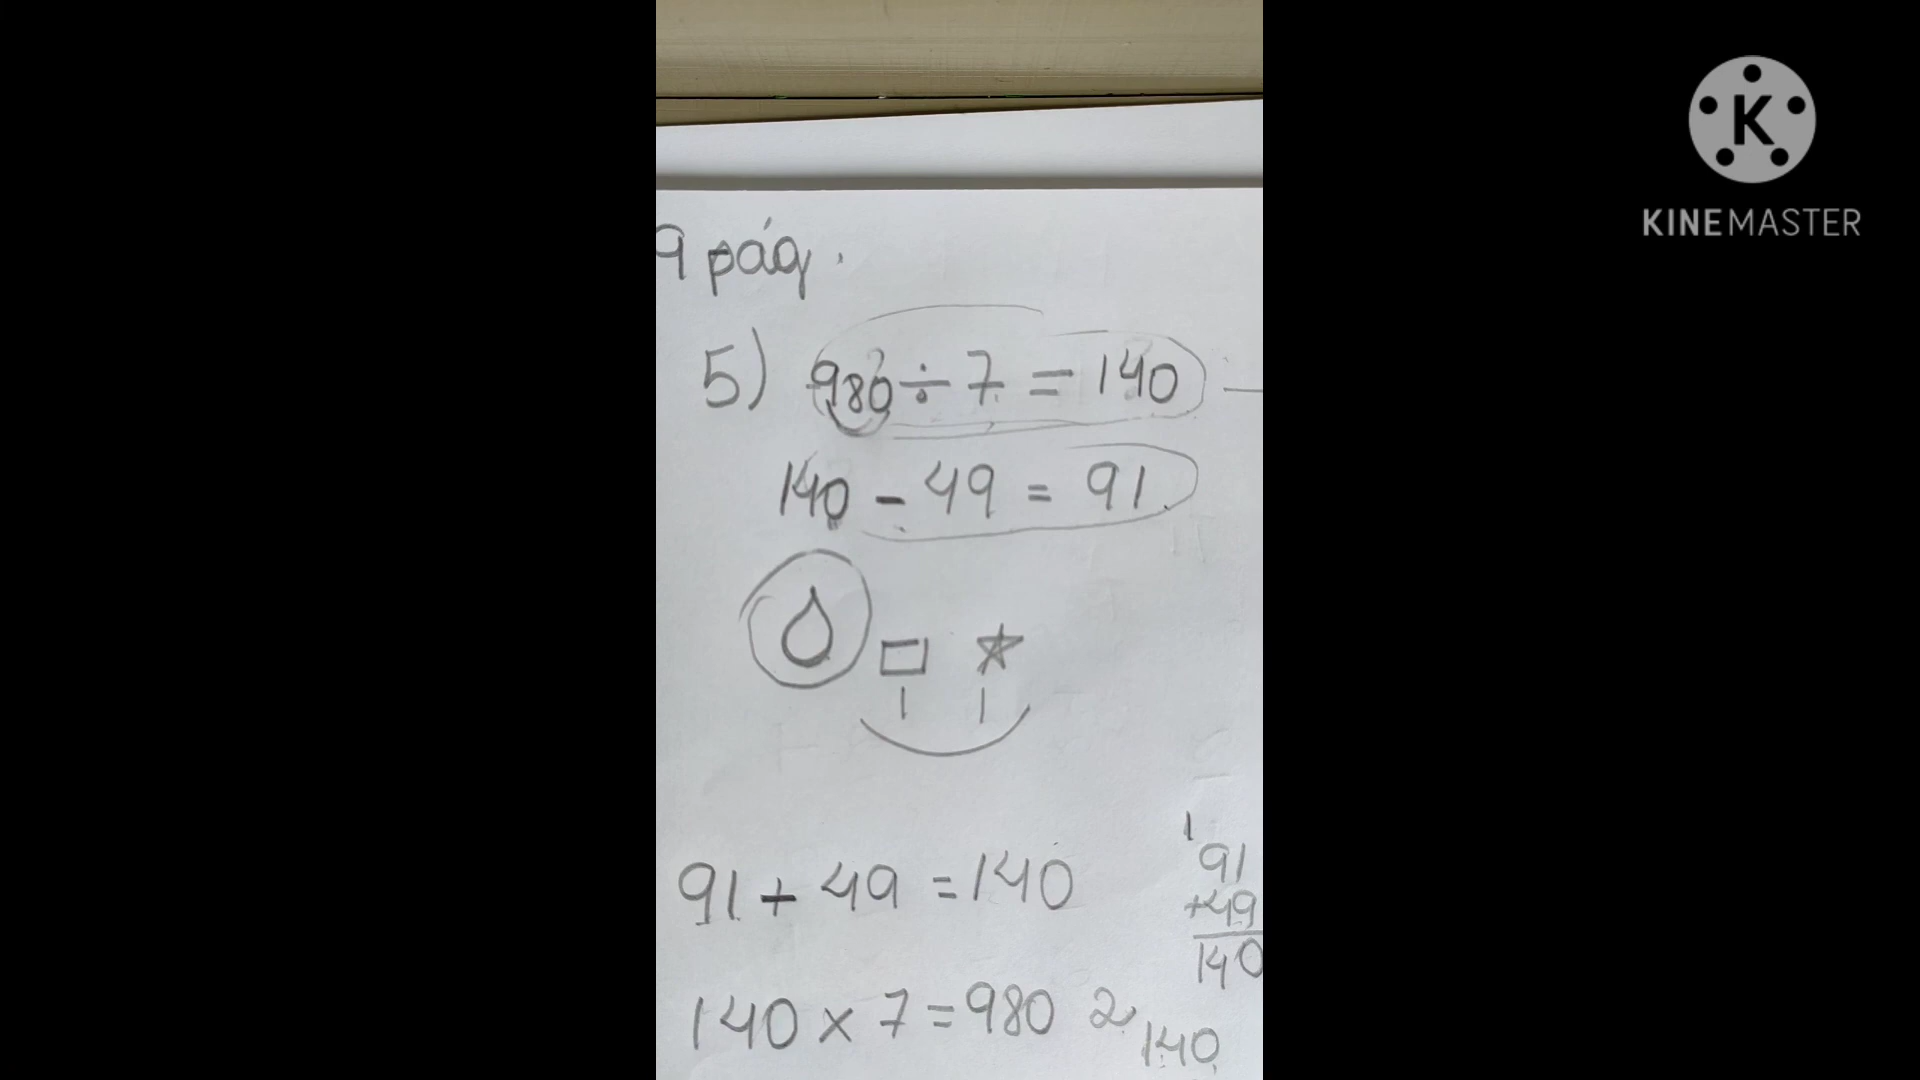 9 pág.
5) 980 ÷ 7 = 140
140 - 49 = 91
91 + 49 = 140
1
91
+49
140
140 x 7 = 980
2
140
K
KINEMASTER